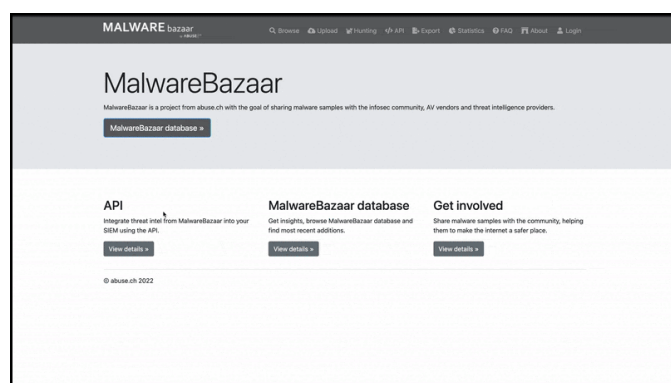 MALWARE bazaar
by ABUSE|CH
Browse Upload Hunting API Export Statistics FAQ About Login
MalwareBazaar
MalwareBazaar is a project from abuse.ch with the goal of sharing malware samples with the infosec community, AV vendors and threat intelligence providers.
MalwareBazaar database »
API
Integrate threat intel from MalwareBazaar into your
SIEM using the API.
View details »
MalwareBazaar database
Get insights, browse MalwareBazaar database and
find most recent additions.
View details »
Get involved
Share malware samples with the community, helping
them to make the internet a safer place.
View details »
© abuse.ch 2022